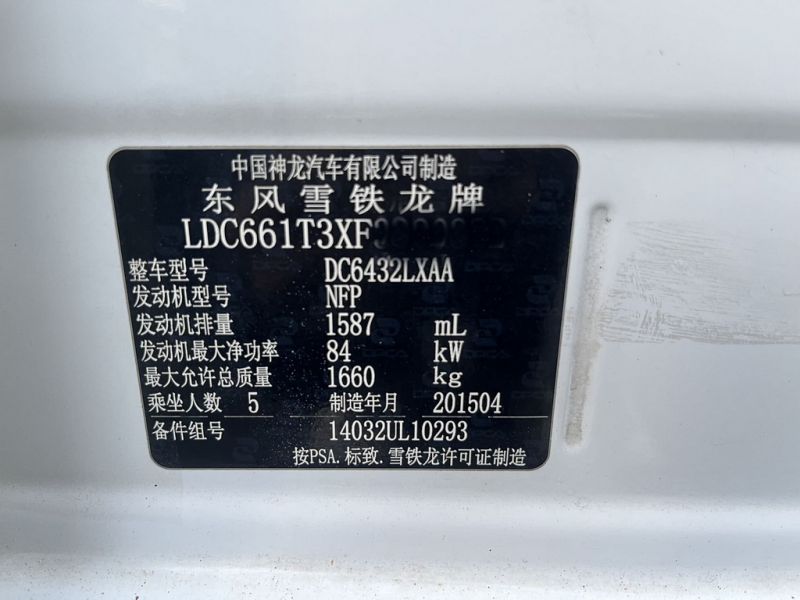 中国神龙汽车有限公司制造
东风雪铁龙牌
LDC661T3XF
整车型号 DC6432LXAA
发动机型号 NFP
发动机排量 1587 mL
发动机最大净功率 84 kW
最大允许总质量 1660 kg
乘坐人数 5 制造年月 201504
备件组号 14032UL10293
按PSA.标致.雪铁龙许可证制造